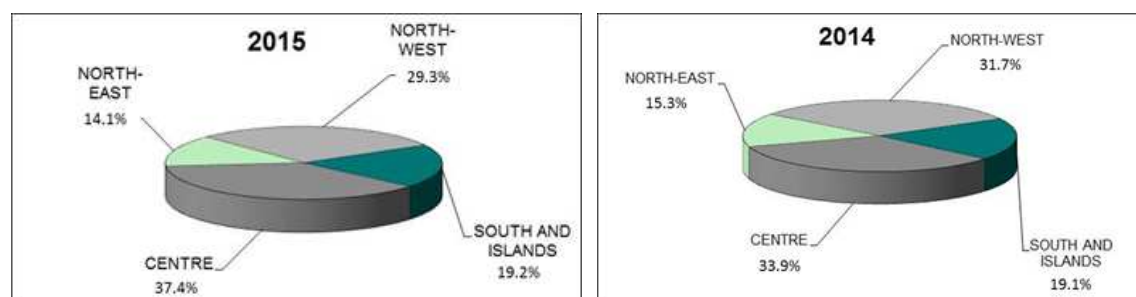 2015
NORTH-
WEST
29.3%
NORTH-
EAST
14.1%
SOUTH AND
ISLANDS
19.2%
CENTRE
37.4%
2014
NORTH-WEST
31.7%
NORTH-EAST
15.3%
SOUTH AND
ISLANDS
19.1%
CENTRE
33.9%